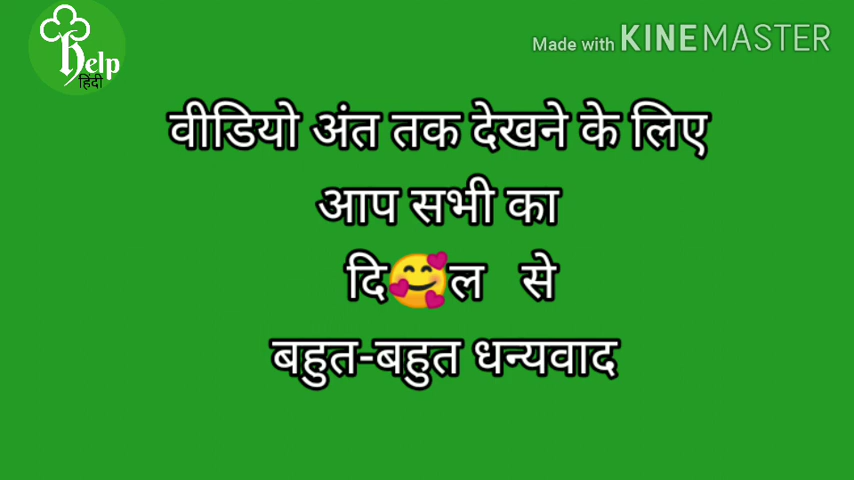 help
हिंदी
Made with KINEMASTER
वीडियो अंत तक देखने के लिए
आप सभी का
दि🥰ल से
बहुत-बहुत धन्यवाद